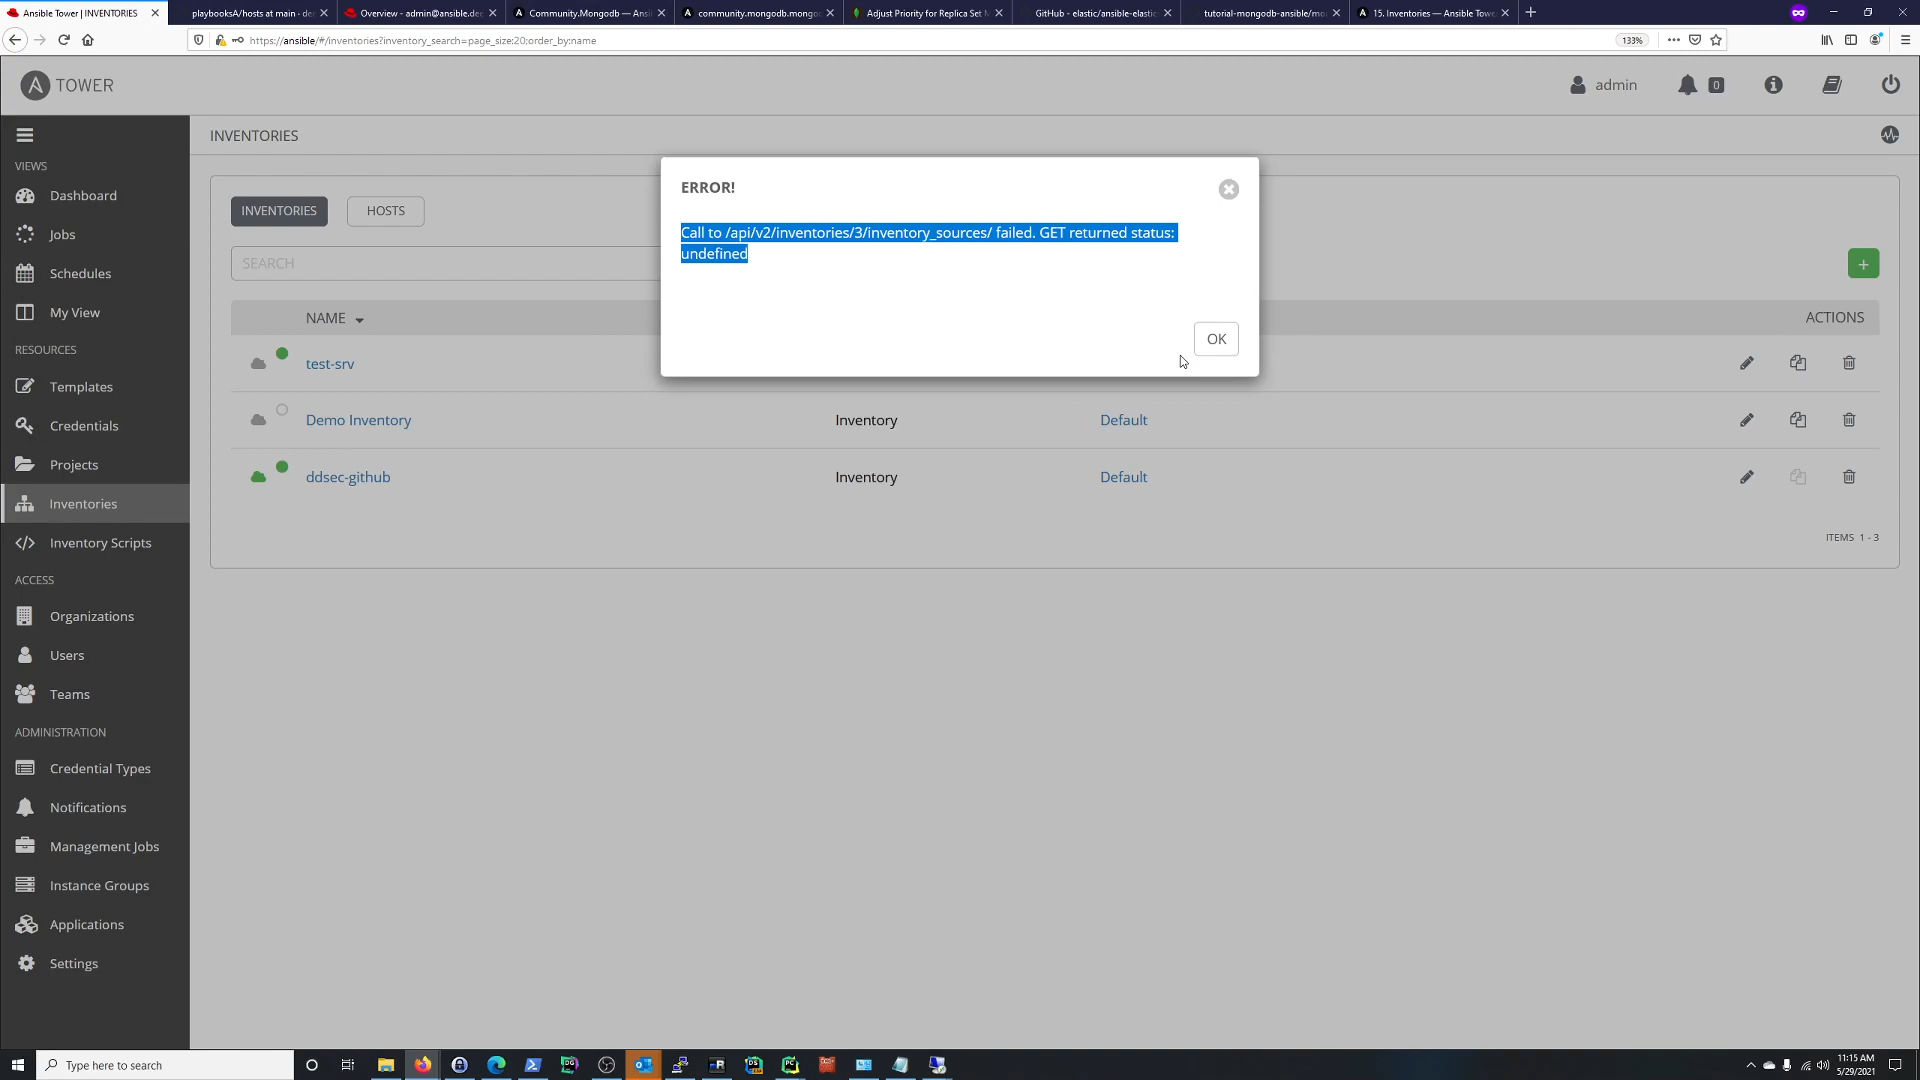 Ansible Tower | INVENTORIES
playbooksA/hosts at main · de
Overview - admin@ansible.de
Community.Mongodb — Ansi
community.mongodb.mongo
Adjust Priority for Replica Set
GitHub - elastic/ansible-elastic
tutorial-mongodb-ansible/mo
15. Inventories — Ansible Towe
https://ansible/#/inventories?inventory_search=page_size:20;order_by:name
133%
A TOWER
admin
0
INVENTORIES
VIEWS
Dashboard
Jobs
Schedules
My View
RESOURCES
Templates
Credentials
Projects
Inventories
Inventory Scripts
ACCESS
Organizations
Users
Teams
ADMINISTRATION
Credential Types
Notifications
Management Jobs
Instance Groups
Applications
Settings
INVENTORIES
HOSTS
SEARCH
+
NAME
ACTIONS
test-srv
Demo Inventory
Inventory
Default
ddsec-github
Inventory
Default
ITEMS 1 - 3
ERROR!
Call to /api/v2/inventories/3/inventory_sources/ failed. GET returned status:
undefined
OK
Type here to search
11:15 AM
5/29/2021